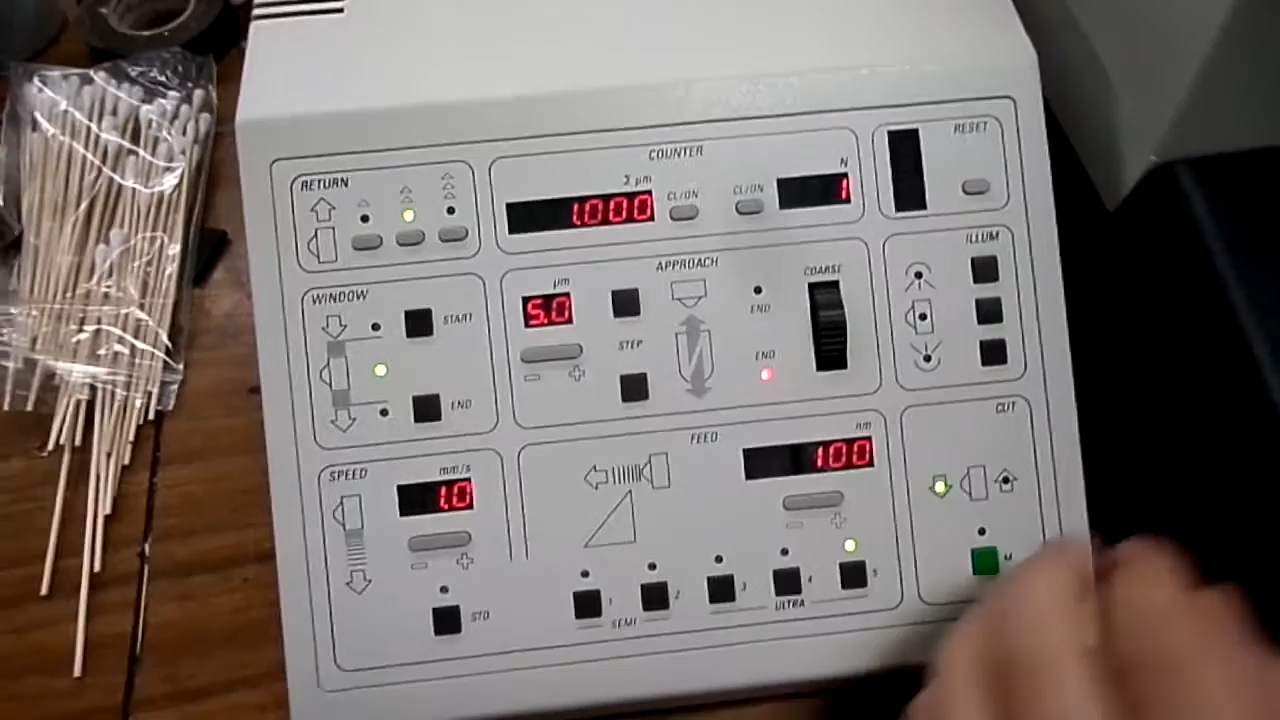 RETURN
COUNTER
Σ µm
1.000
CL/ON
CL/ON
N
1
RESET
WINDOW
START
END
APPROACH
µm
5.0
STEP
END
END
COARSE
ILLUM
SPEED
mm/s
1.0
STD
FEED
nm
100
1
2
3
4
5
SEMI
ULTRA
CUT
M